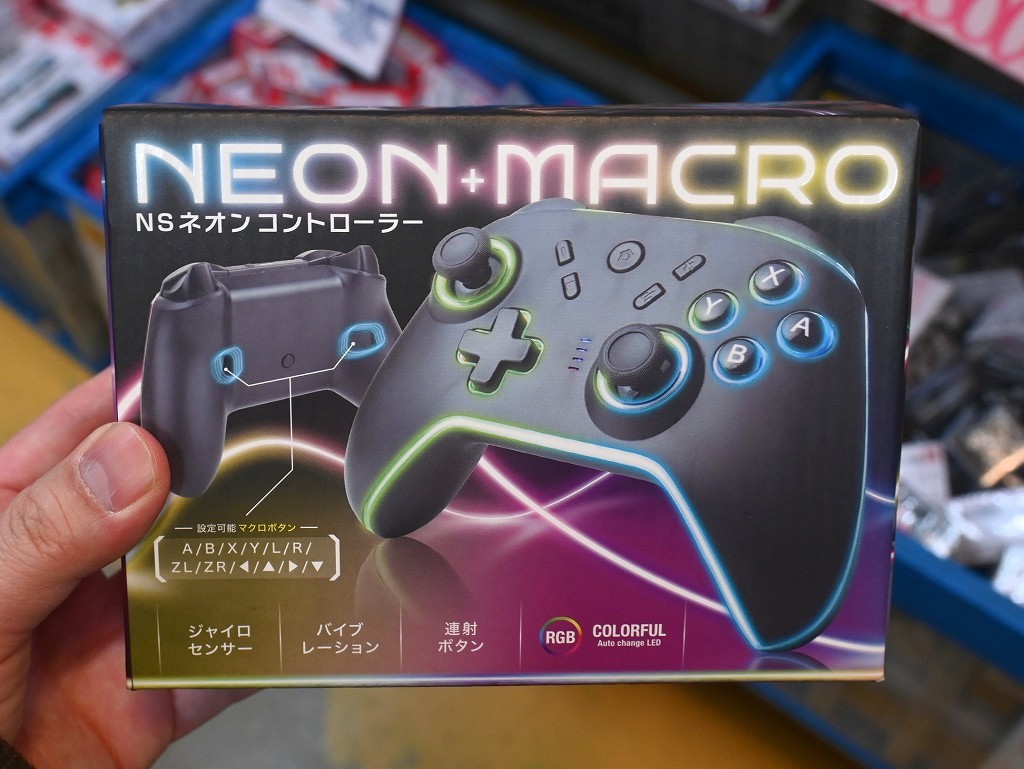 NEON+MACRO
NSネオンコントローラー
X
Y
A
B
設定可能 マクロボタン
A/B/X/Y/L/R/
ZL/ZR/◀/▲/▶/▼
ジャイロ
センサー
バイブ
レーション
連射
ボタン
RGB
COLORFUL
Auto change LED